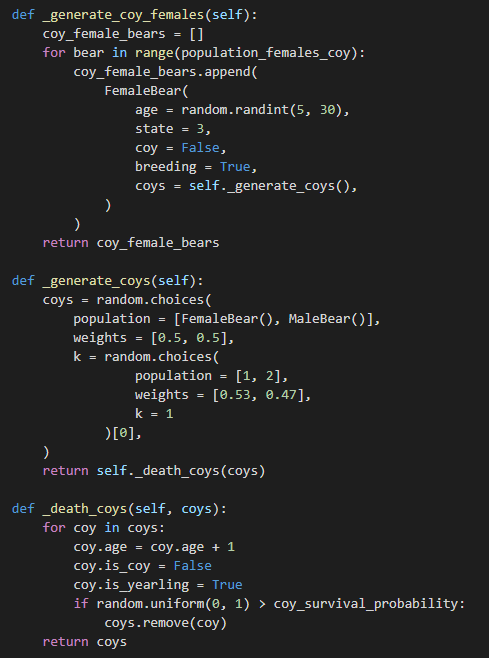 def _generate_coy_females(self):
    coy_female_bears = []
    for bear in range(population_females_coy):
        coy_female_bears.append(
            FemaleBear(
                age = random.randint(5, 30),
                state = 3,
                coy = False,
                breeding = True,
                coys = self._generate_coys(),
            )
        )
    return coy_female_bears

def _generate_coys(self):
    coys = random.choices(
        population = [FemaleBear(), MaleBear()],
        weights = [0.5, 0.5],
        k = random.choices(
                population = [1, 2],
                weights = [0.53, 0.47],
                k = 1
            )[0],
    )
    return self._death_coys(coys)

def _death_coys(self, coys):
    for coy in coys:
        coy.age = coy.age + 1
        coy.is_coy = False
        coy.is_yearling = True
        if random.uniform(0, 1) > coy_survival_probability:
            coys.remove(coy)
    return coys